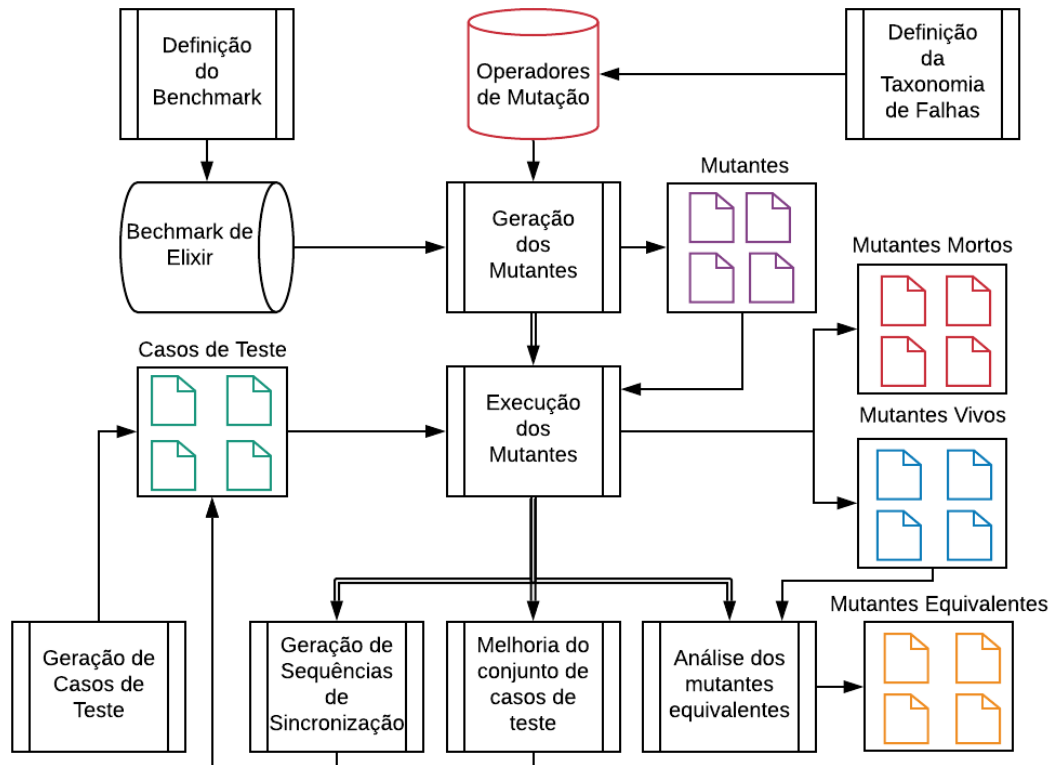 Definição
do
Benchmark
Operadores
de Mutação
Definição
da
Taxonomia
de Falhas
Bechmark de
Elixir
Geração
dos
Mutantes
Mutantes
Mutantes Mortos
Casos de Teste
Execução
dos
Mutantes
Mutantes Vivos
Geração de
Casos de
Teste
Geração de
Sequências
de
Sincronização
Melhoria do
conjunto de
casos de
teste
Análise dos
mutantes
equivalentes
Mutantes Equivalentes